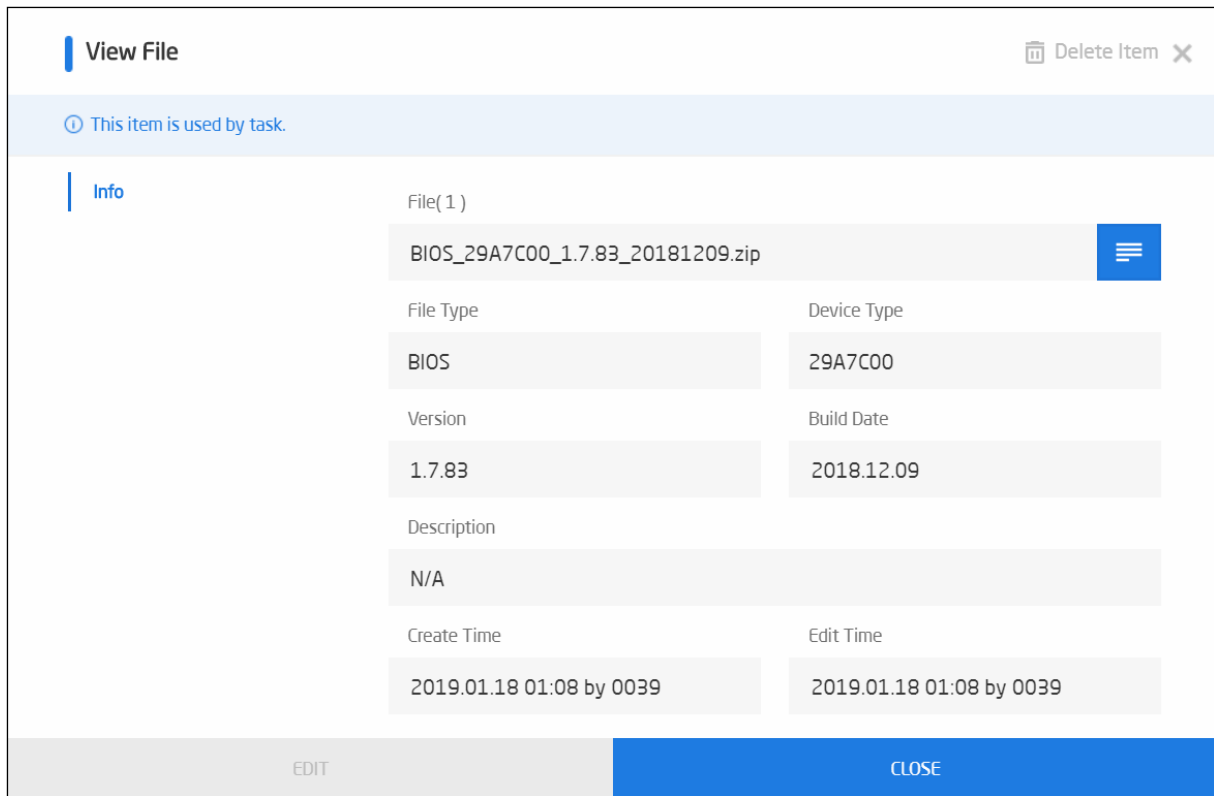 View File
Delete Item
This item is used by task.
Info
File( 1 )
BIOS_29A7C00_1.7.83_20181209.zip
File Type
Device Type
BIOS
29A7C00
Version
Build Date
1.7.83
2018.12.09
Description
N/A
Create Time
Edit Time
2019.01.18 01:08 by 0039
2019.01.18 01:08 by 0039
EDIT
CLOSE